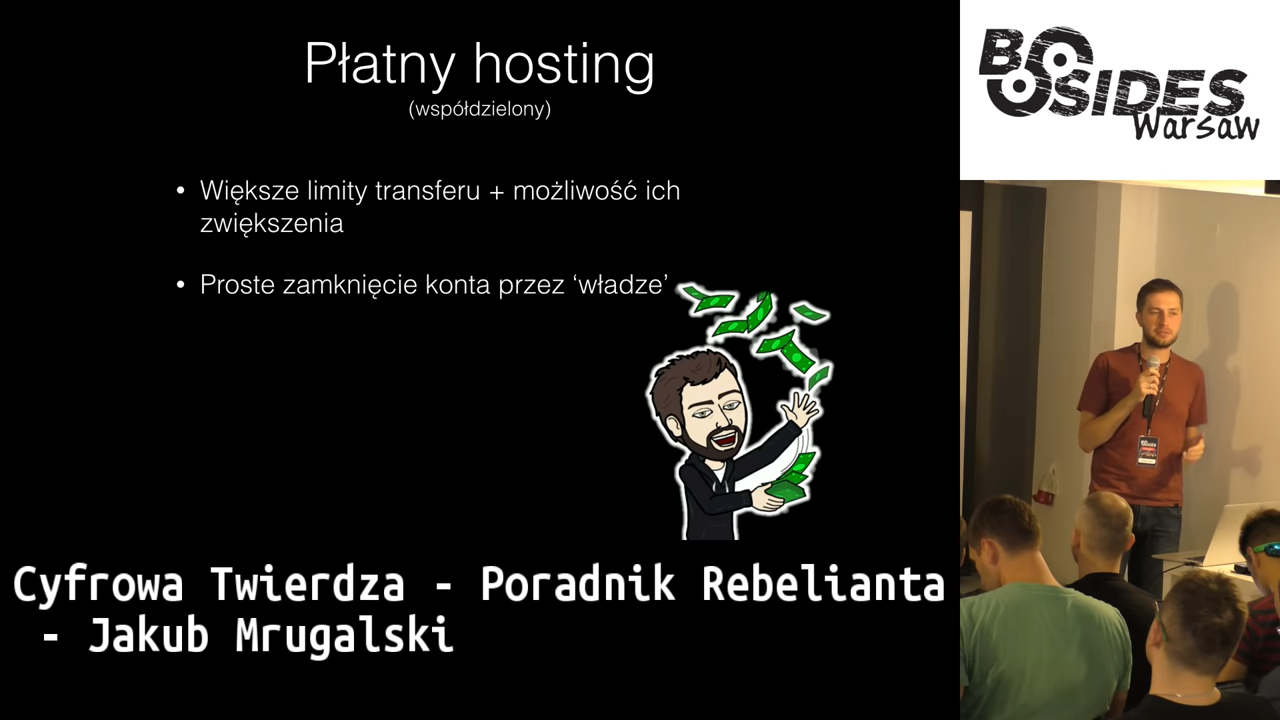 Płatny hosting
(współdzielony)
• Większe limity transferu + możliwość ich
zwiększenia
• Proste zamknięcie konta przez ‘władze’
Cyfrowa Twierdza - Poradnik Rebelianta
- Jakub Mrugalski
BSIDES
Warsaw